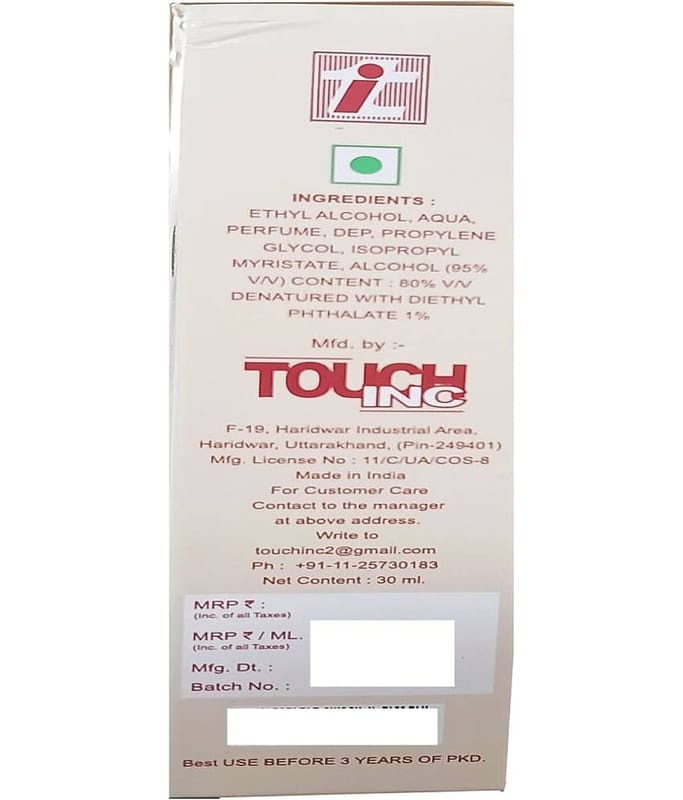 it
INGREDIENTS :
ETHYL ALCOHOL, AQUA,
PERFUME, DEP, PROPYLENE
GLYCOL, ISOPROPYL
MYRISTATE, ALCOHOL (95%
V/V) CONTENT : 80% V/V
DENATURED WITH DIETHYL
PHTHALATE 1%
Mfd. by :-
TOUCH
INC
F-19, Haridwar Industrial Area,
Haridwar, Uttarakhand, (Pin-249401)
Mfg. License No : 11/C/UA/COS-8
Made in India
For Customer Care
Contact to the manager
at above address.
Write to
touchinc2@gmail.com
Ph : +91-11-25730183
Net Content : 30 ml.
MRP ₹ :
(Inc. of all Taxes)
MRP ₹ / ML.
(Inc. of all Taxes)
Mfg. Dt. :
Batch No. :
Best USE BEFORE 3 YEARS OF PKD.